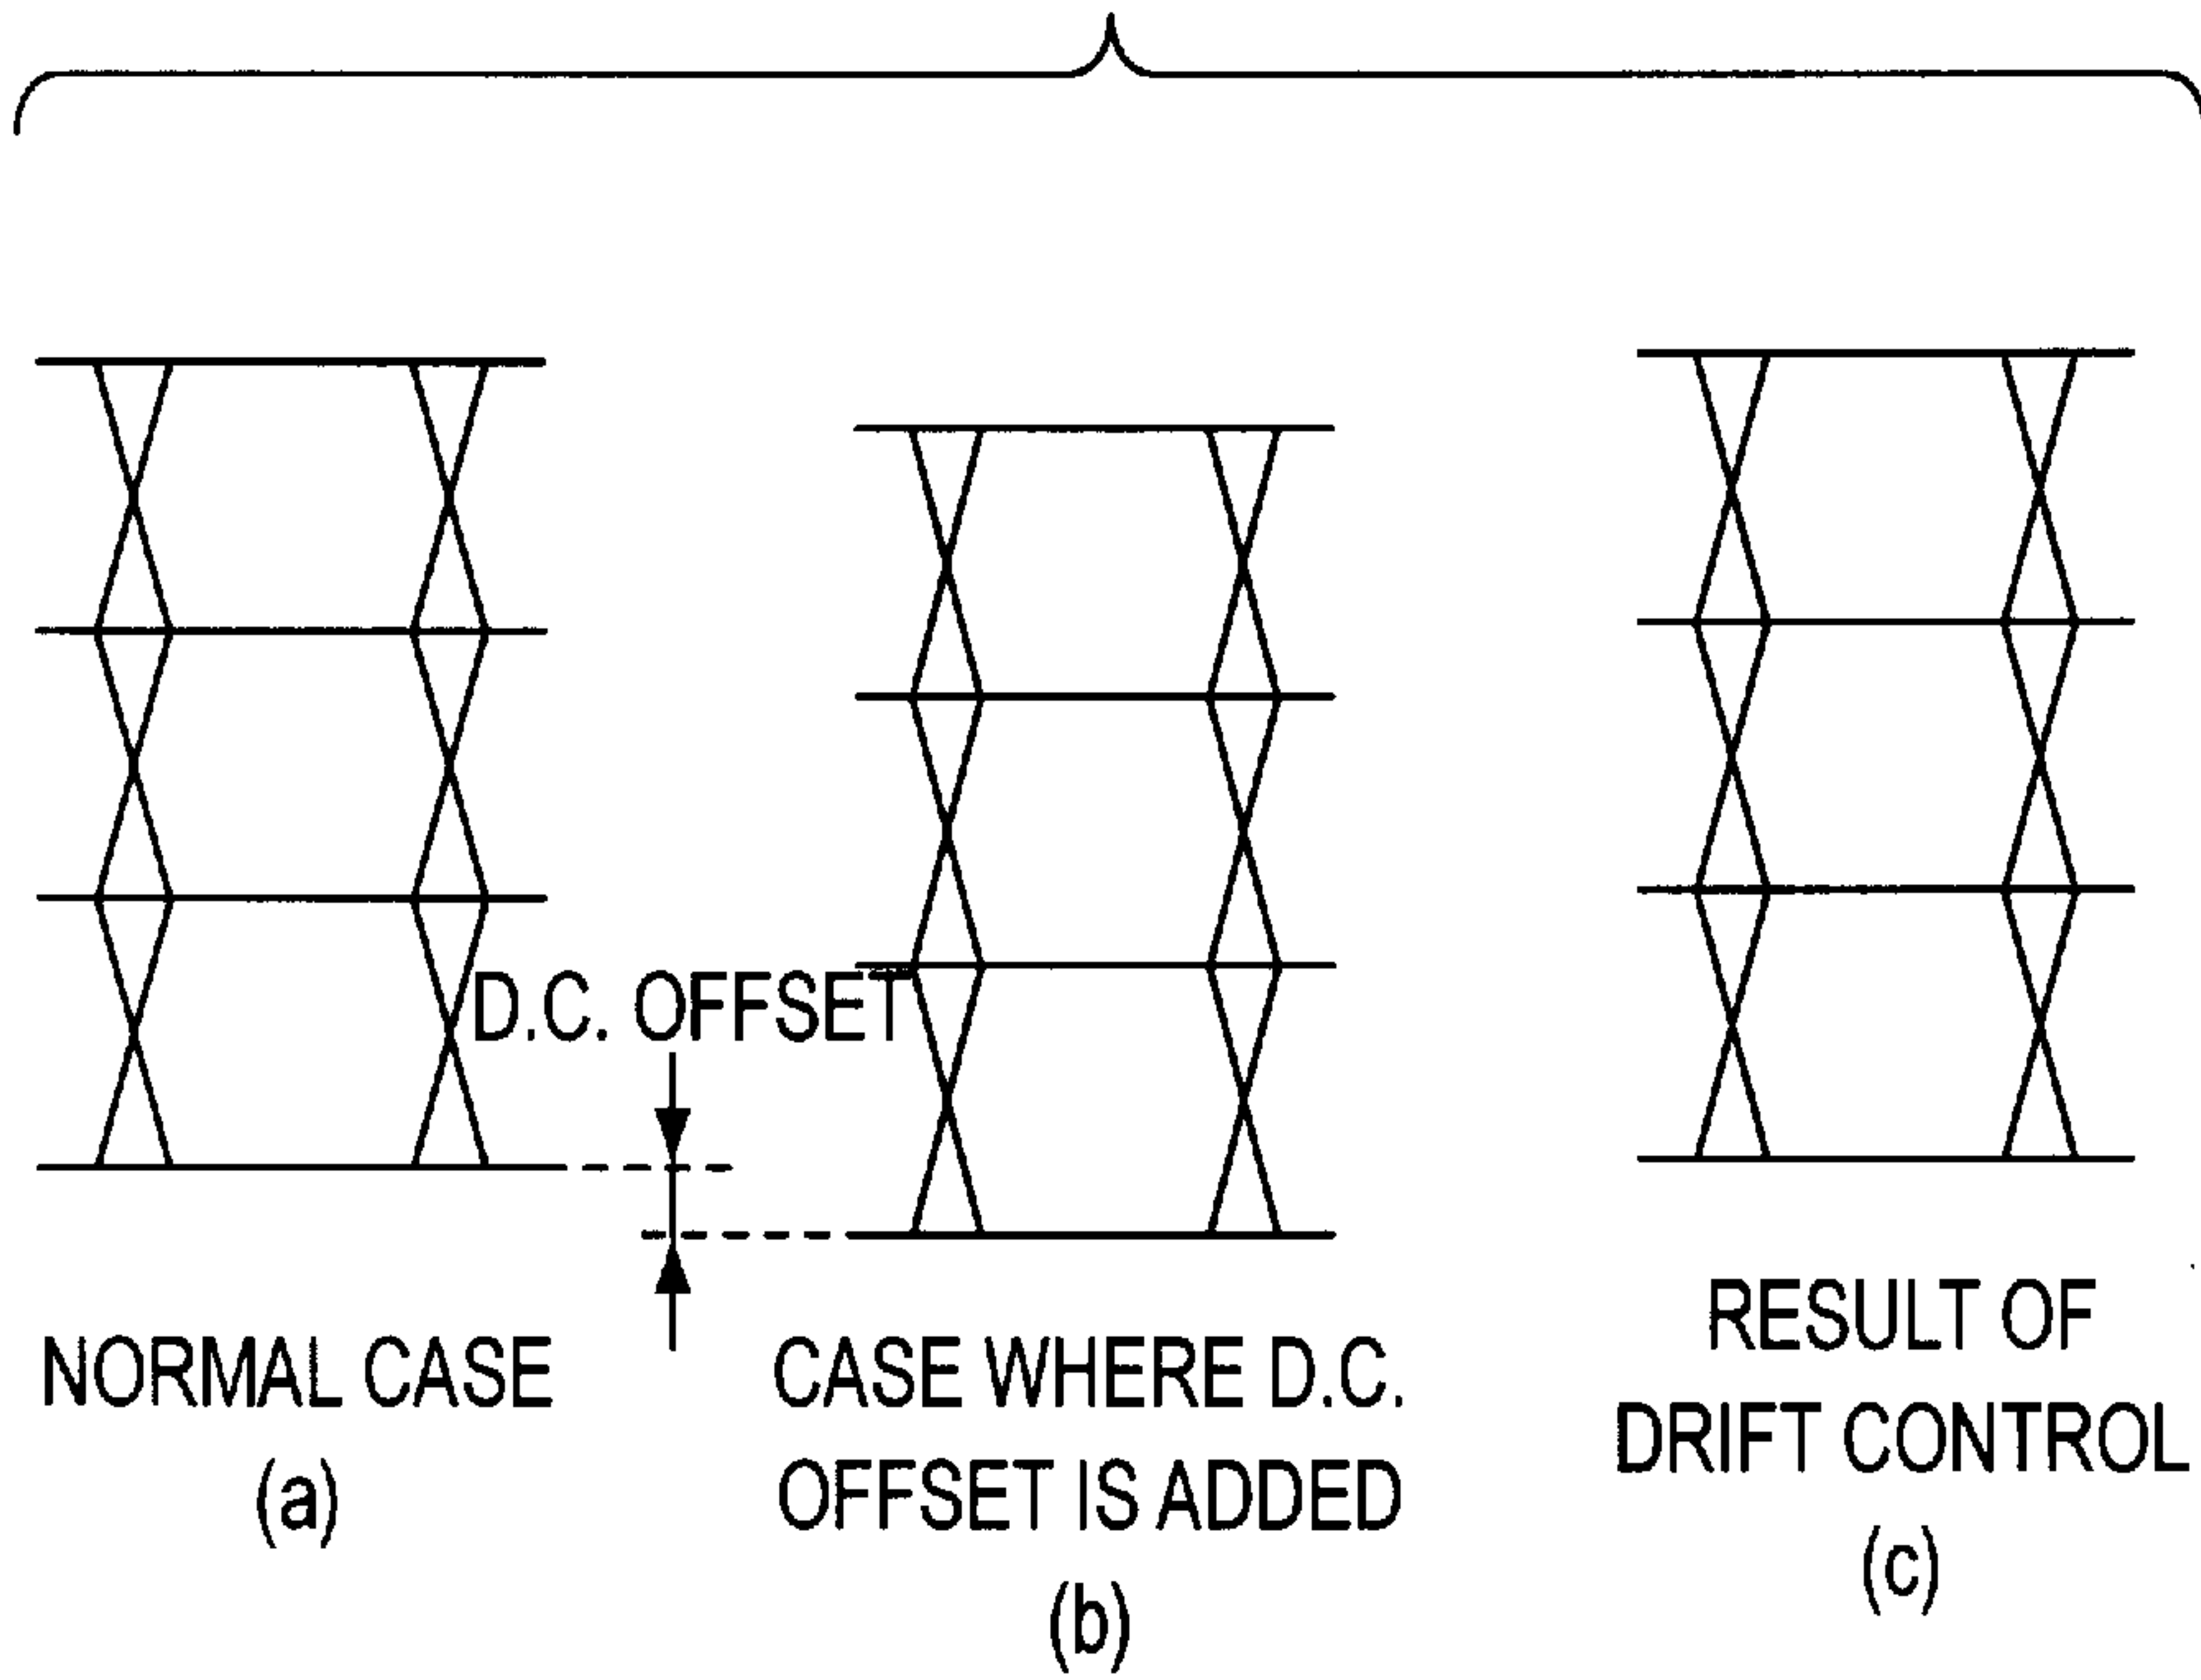 D.C. OFFSET
NORMAL CASE
(a)
CASE WHERE D.C.
OFFSET IS ADDED
(b)
RESULT OF
DRIFT CONTROL
(c)